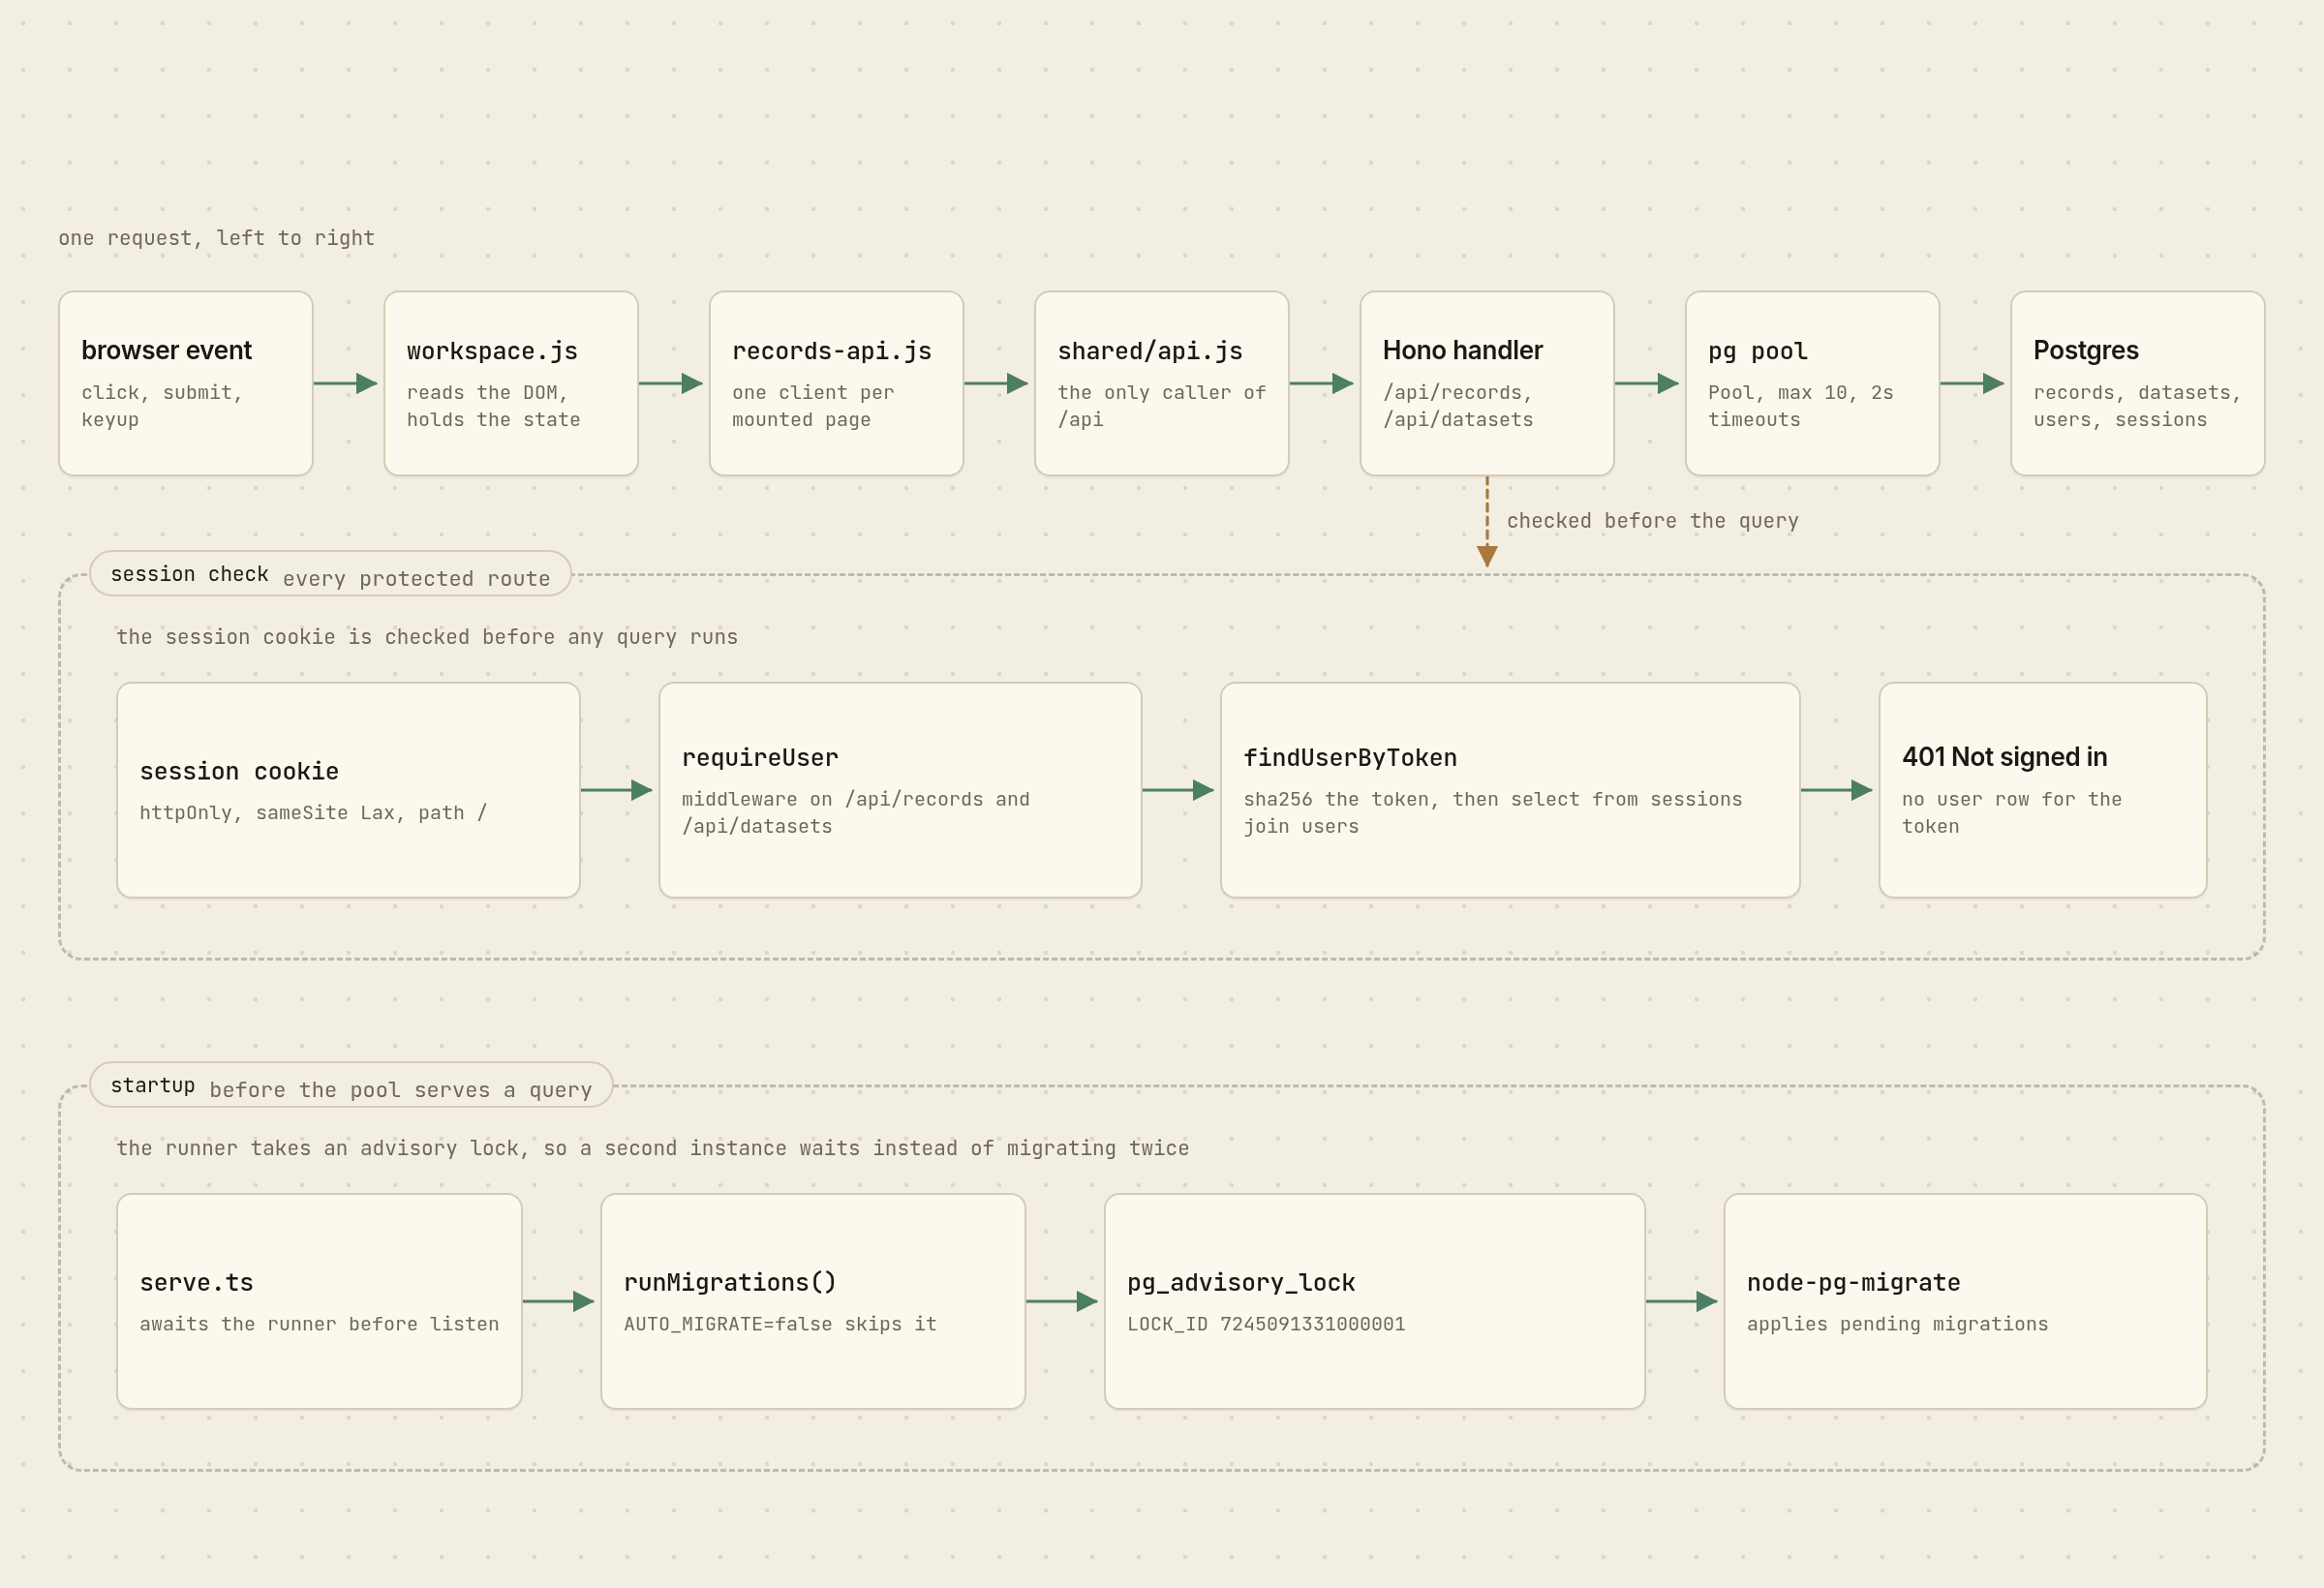 one request, left to right
browser event
click, submit,
keyup
workspace.js
reads the DOM,
holds the state
records-api.js
one client per
mounted page
shared/api.js
the only caller of
/api
Hono handler
/api/records,
/api/datasets
pg pool
Pool, max 10, 2s
timeouts
Postgres
records, datasets,
users, sessions
checked before the query
session check every protected route
the session cookie is checked before any query runs
session cookie
httpOnly, sameSite Lax, path /
requireUser
middleware on /api/records and
/api/datasets
findUserByToken
sha256 the token, then select from sessions
join users
401 Not signed in
no user row for the
token
startup before the pool serves a query
the runner takes an advisory lock, so a second instance waits instead of migrating twice
serve.ts
awaits the runner before listen
runMigrations()
AUTO_MIGRATE=false skips it
pg_advisory_lock
LOCK_ID 7245091331000001
node-pg-migrate
applies pending migrations